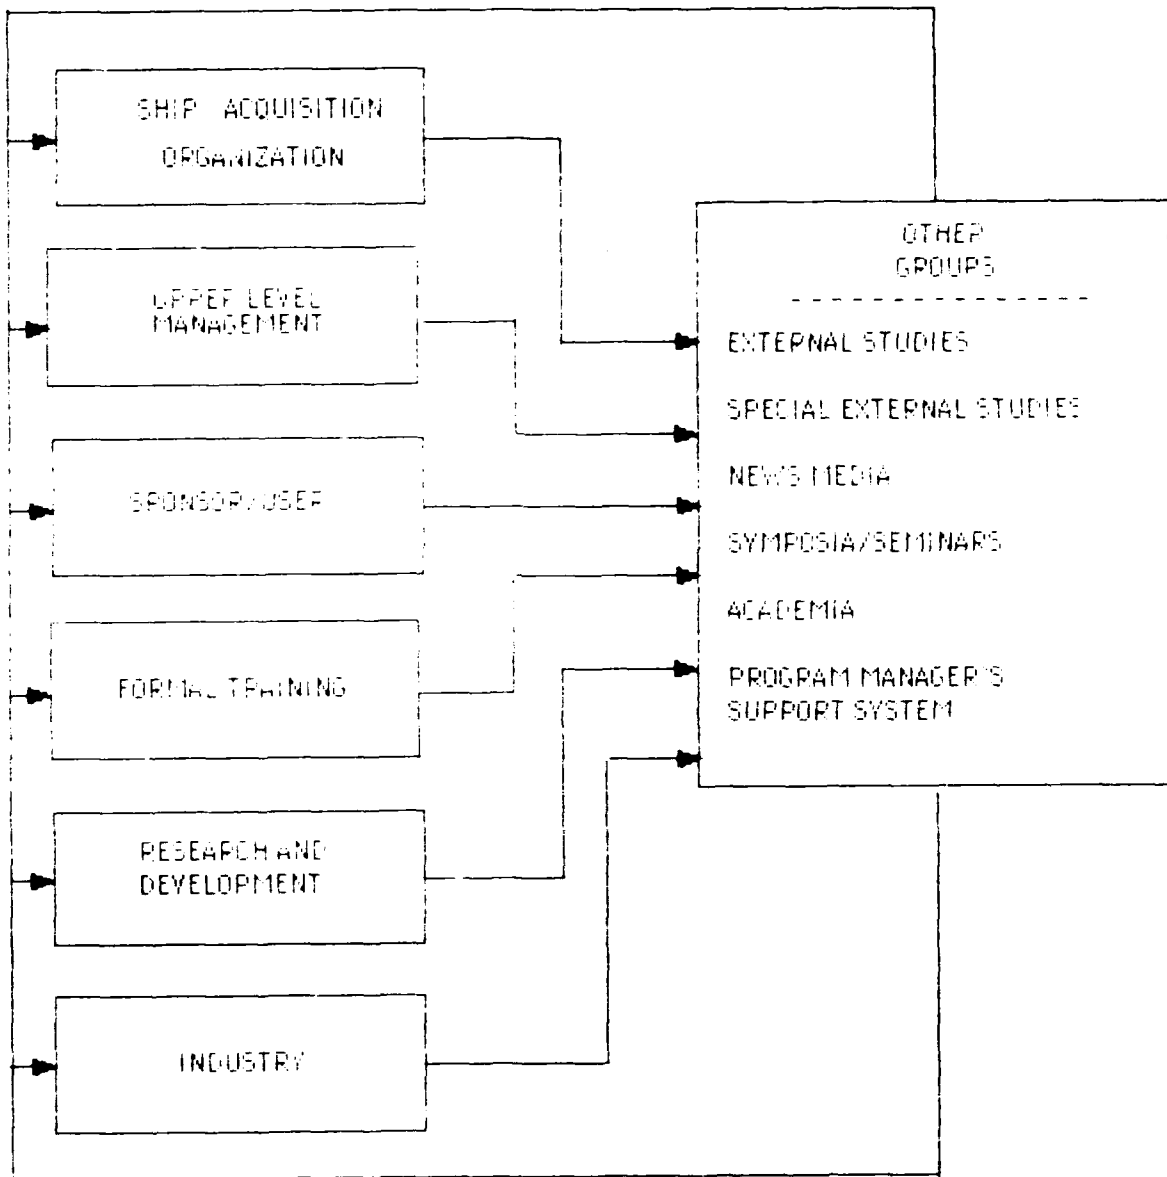 SHIP ACQUISITION
ORGANIZATION
UPPER LEVEL
MANAGEMENT
SPONSOR/USER
FORMAL TRAINING
RESEARCH AND
DEVELOPMENT
INDUSTRY
OTHER
GROUPS
EXTERNAL STUDIES
SPECIAL EXTERNAL STUDIES
NEWS MEDIA
SYMPOSIA/SEMINARS
ACADEMIA
PROGRAM MANAGER'S
SUPPORT SYSTEM